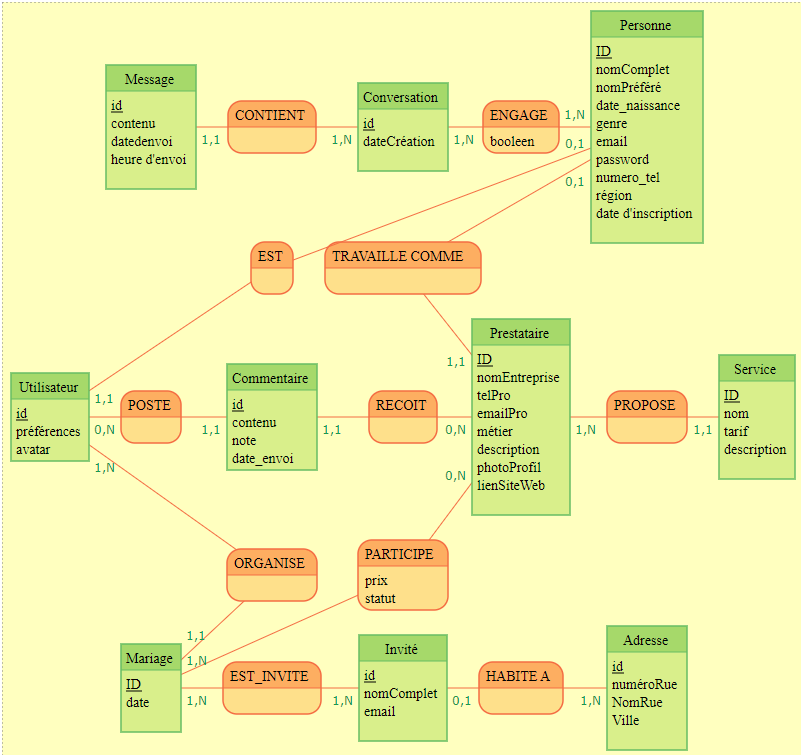 Personne
ID
nomComplet
nomPréféré
date_naissance
genre
email
password
numero_tel
région
date d'inscription
Message
id
contenu
datedenvoi
heure d'envoi
1,1
CONTIENT
1,N
Conversation
id
dateCréation
1,N
ENGAGE
booleen
1,N
0,1
0,1
EST
TRAVAILLE COMME
1,1
Prestataire
ID
nomEntreprise
telPro
emailPro
métier
description
photoProfil
lienSiteWeb
Utilisateur
id
préférences
avatar
1,1
0,N
1,N
POSTE
1,1
Commentaire
id
contenu
note
date_envoi
1,1
RECOIT
0,N
0,N
1,N
PROPOSE
1,1
Service
ID
nom
tarif
description
ORGANISE
PARTICIPE
prix
statut
1,1
1,N
Mariage
ID
date
1,N
EST_INVITE
1,N
Invité
id
nomComplet
email
0,1
HABITE A
1,N
Adresse
id
numéroRue
NomRue
Ville